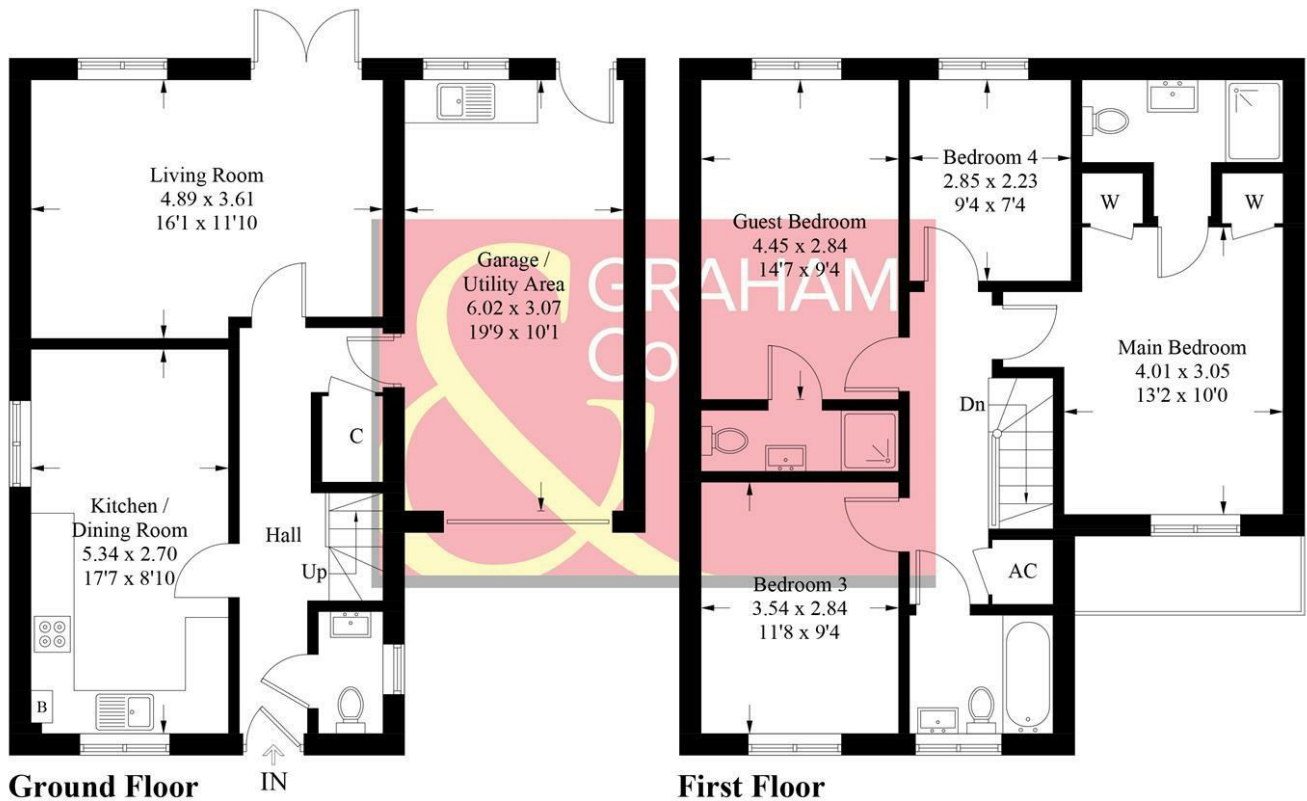 Living Room
4.89 x 3.61
16'1 x 11'10
Garage /
Utility Area
6.02 x 3.07
19'9 x 10'1
Kitchen /
Dining Room
5.34 x 2.70
17'7 x 8'10
Hall
C
Up
B
IN
Ground Floor
Guest Bedroom
4.45 x 2.84
14'7 x 9'4
Bedroom 4
2.85 x 2.23
9'4 x 7'4
W
W
Main Bedroom
4.01 x 3.05
13'2 x 10'0
Dn
AC
Bedroom 3
3.54 x 2.84
11'8 x 9'4
First Floor
&
GRAHAM
Co